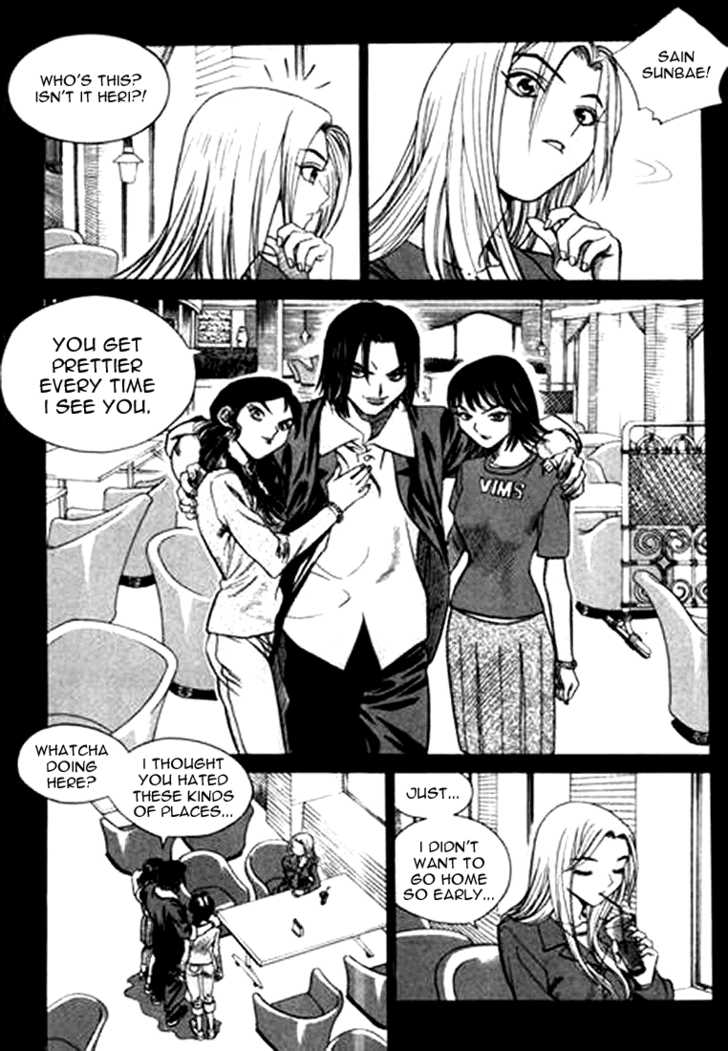 WHO'S THIS?
ISN'T IT HERI?!
SAIN
SUNBAE!
YOU GET
PRETTIER
EVERY TIME
I SEE YOU.
VIMS
WHATCHA
DOING
HERE?
I THOUGHT
YOU HATED
THESE KINDS
OF PLACES...
JUST...
I DIDN'T
WANT TO
GO HOME
SO EARLY...